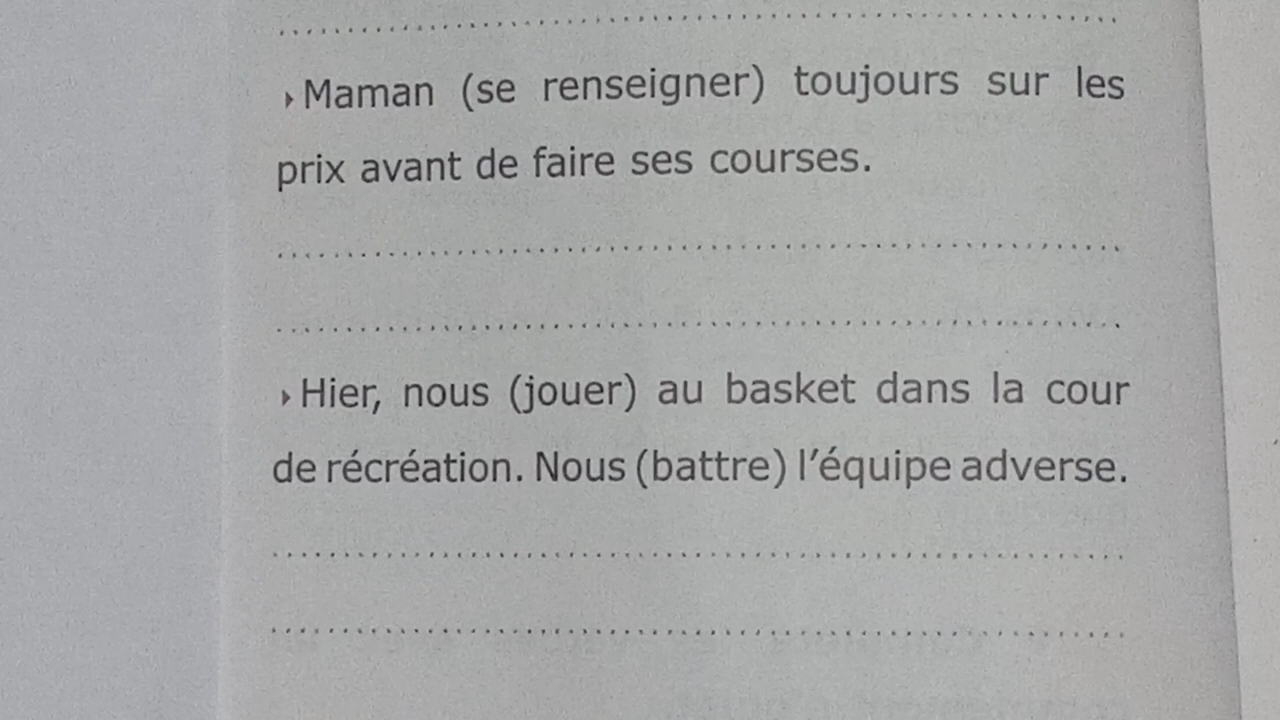 ‣ Maman (se renseigner) toujours sur les
prix avant de faire ses courses.
‣ Hier, nous (jouer) au basket dans la cour
de récréation. Nous (battre) l'équipe adverse.